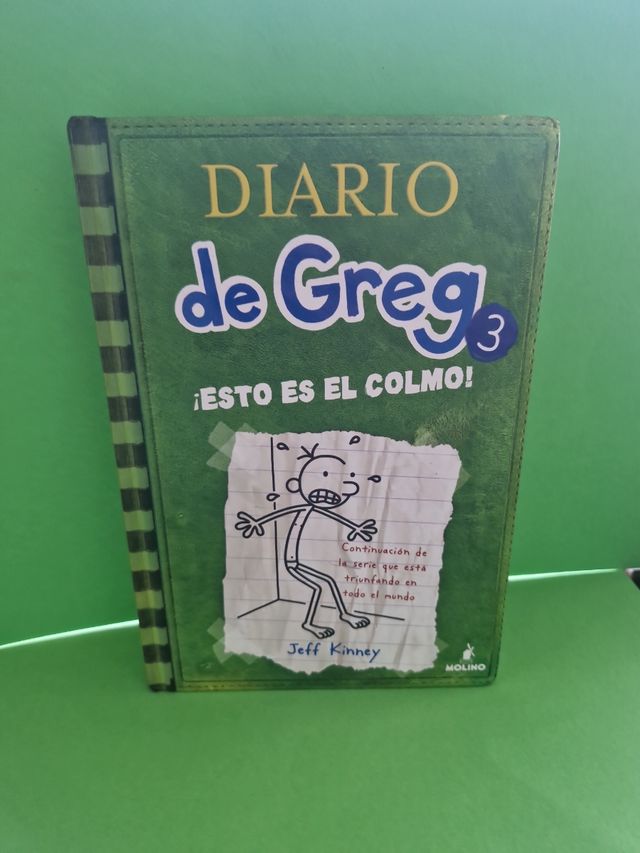 DIARIO
de Greg
3
¡ESTO ES EL COLMO!
Continuación de
la serie que está
triunfando en
todo el mundo
Jeff Kinney
MOLINO